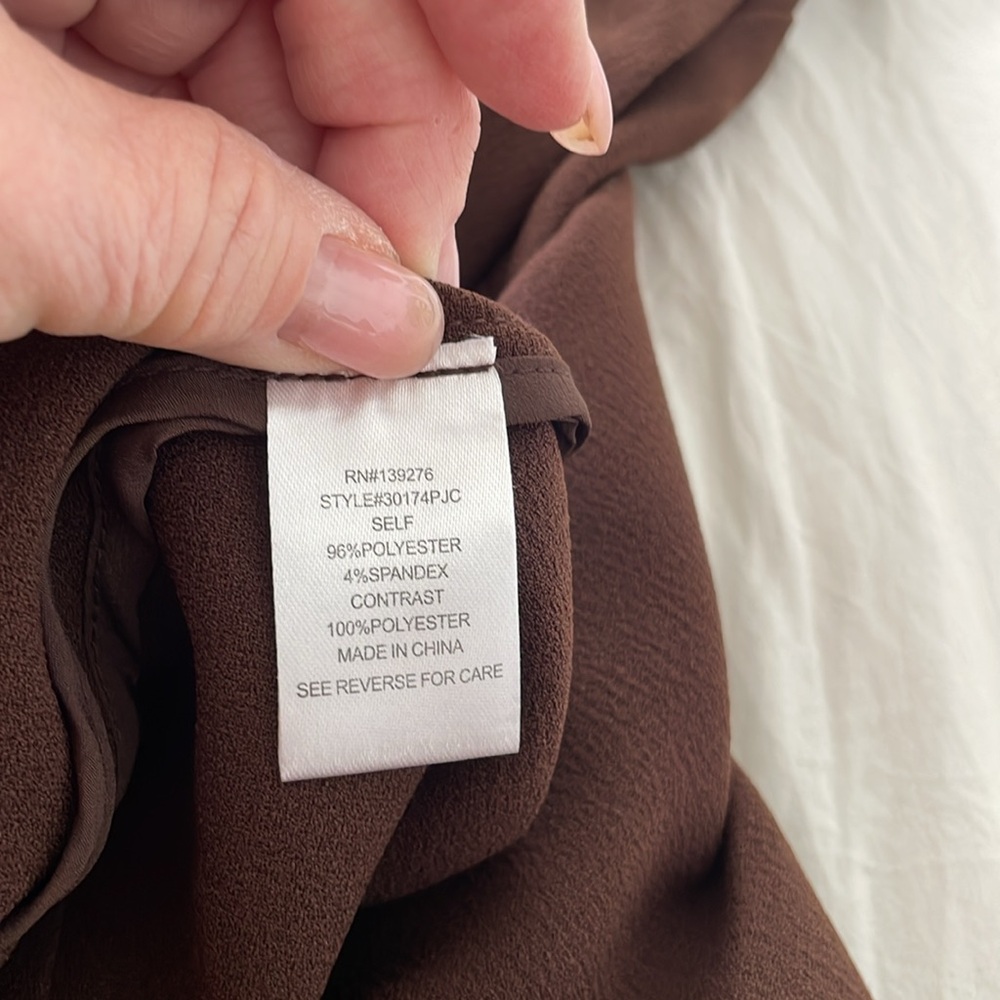 RN#139276
STYLE#30174PJC
SELF
96%POLYESTER
4%SPANDEX
CONTRAST
100%POLYESTER
MADE IN CHINA
SEE REVERSE FOR CARE